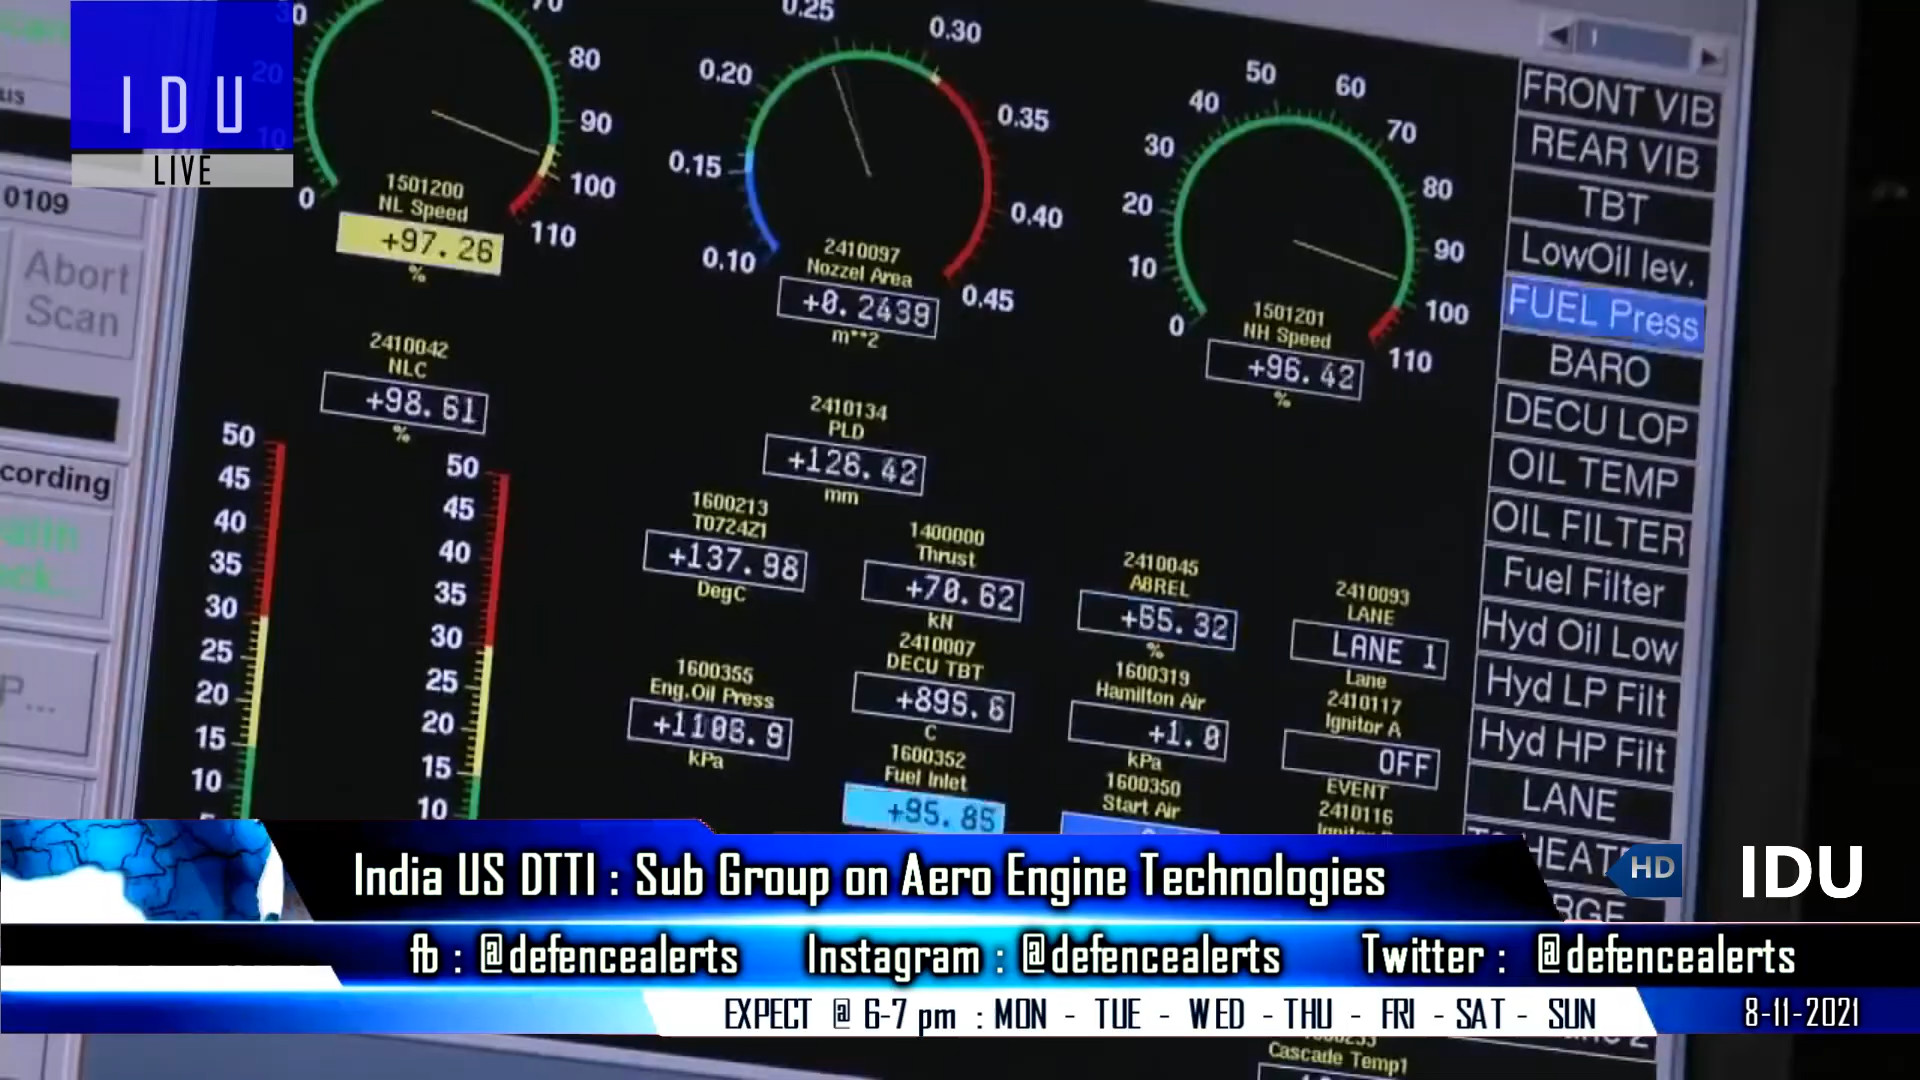 IDU
LIVE
0109
Abort
Scan
cording
70
80
90
100
110
0
1501200
NL Speed
+97.26
%
2410042
NLC
+98.61
%
0.10
0.15
0.20
0.25
0.30
0.35
0.40
0.45
2410097
Nozzel Area
+0.2439
m**2
0
10
20
30
40
50
60
70
80
90
100
110
1501201
NH Speed
+96.42
%
2410134
PLD
+126.42
mm
50
45
40
35
30
25
20
15
10
50
45
40
35
30
25
20
15
10
1600213
T0724Z1
+137.98
DegC
1400000
Thrust
+70.62
kN
2410045
A8REL
+65.32
%
2410093
LANE
LANE 1
Lane
1600355
Eng.Oil Press
+1106.9
kPa
2410007
DECU TBT
+895.6
C
1600319
Hamilton Air
+1.0
kPa
2410117
Ignitor A
OFF
EVENT
1600352
Fuel Inlet
+95.85
1600350
Start Air
2410116
FRONT VIB
REAR VIB
TBT
LowOil lev.
FUEL Press
BARO
DECU LOP
OIL TEMP
OIL FILTER
Fuel Filter
Hyd Oil Low
Hyd LP Filt
Hyd HP Filt
LANE
Cascade Temp1
India US DTTI : Sub Group on Aero Engine Technologies
HD
IDU
fb : @defencealerts Instagram : @defencealerts Twitter : @defencealerts
EXPECT @ 6-7 pm : MON - TUE - WED - THU - FRI - SAT - SUN
8-11-2021